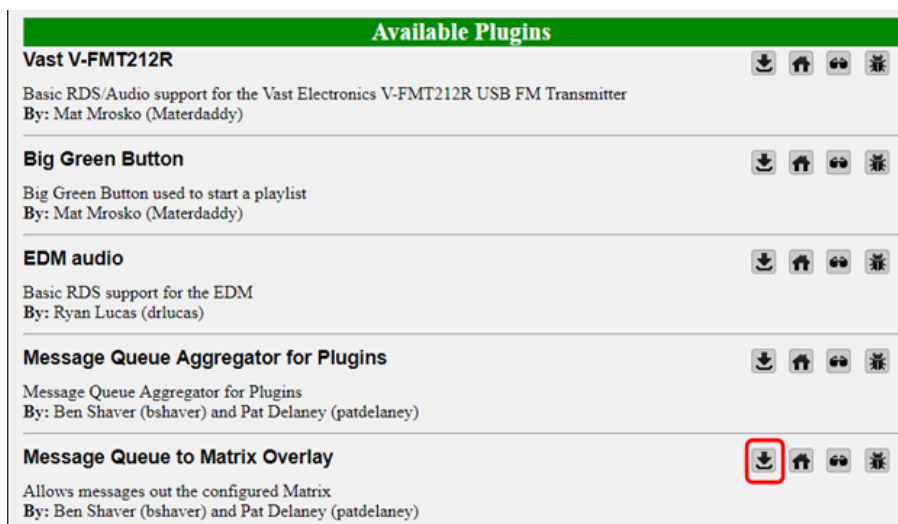 Available Plugins
Vast V-FMT212R
Basic RDS/Audio support for the Vast Electronics V-FMT212R USB FM Transmitter
By: Mat Mrosko (Materdaddy)
Big Green Button
Big Green Button used to start a playlist
By: Mat Mrosko (Materdaddy)
EDM audio
Basic RDS support for the EDM
By: Ryan Lucas (drlucas)
Message Queue Aggregator for Plugins
Message Queue Aggregator for Plugins
By: Ben Shaver (bshaver) and Pat Delaney (patdelaney)
Message Queue to Matrix Overlay
Allows messages out the configured Matrix
By: Ben Shaver (bshaver) and Pat Delaney (patdelaney)